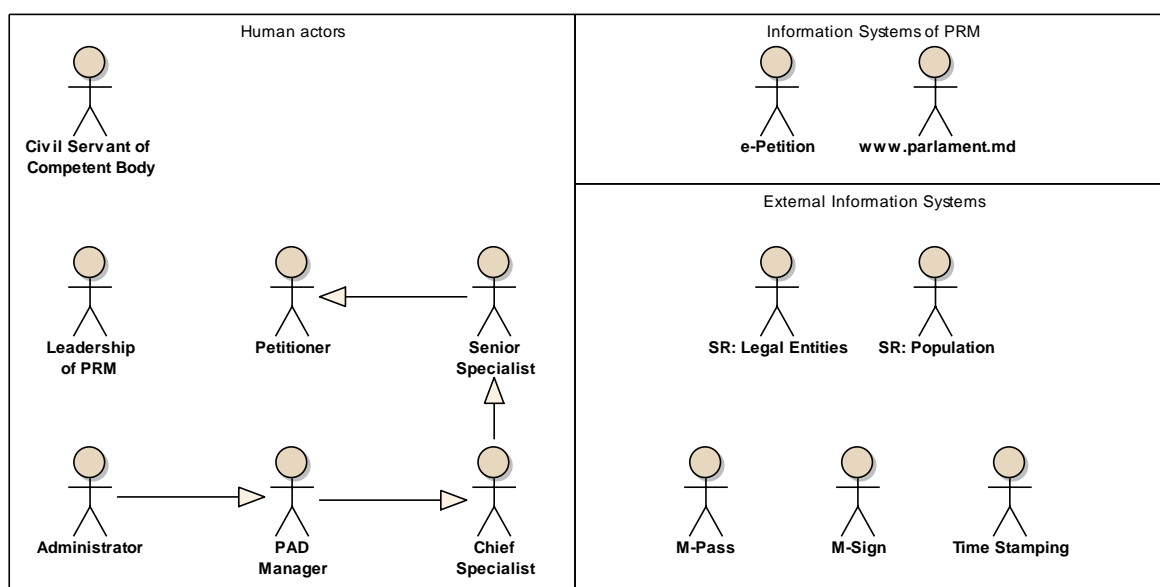 Human actors
Civil Servant of
Competent Body
Leadership
of PRM
Petitioner
Senior
Specialist
Administrator
PAD
Manager
Chief
Specialist
Information Systems of PRM
e-Petition
www.parlament.md
External Information Systems
SR: Legal Entities
SR: Population
M-Pass
M-Sign
Time Stamping